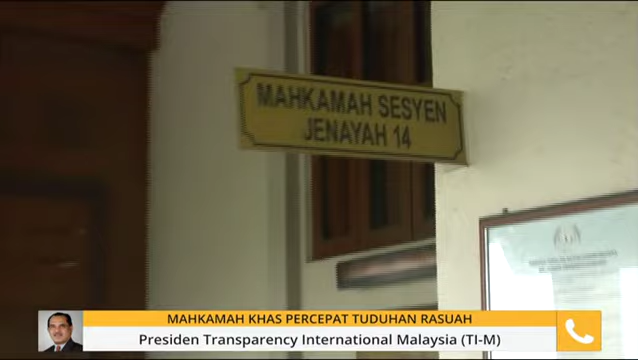 MAHKAMAH SESYEN
JENAYAH 14
MAHKAMAH KHAS PERCEPAT TUDUHAN RASUAH
Presiden Transparency International Malaysia (TI-M)